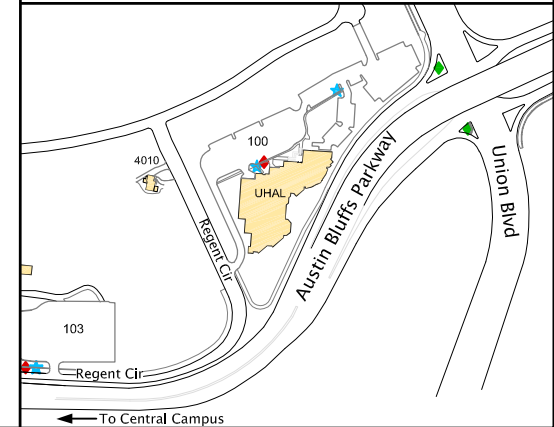 100
4010
UHAL
Austin Bluffs Parkway
Union Blvd
Regent Cir
103
Regent Cir
To Central Campus